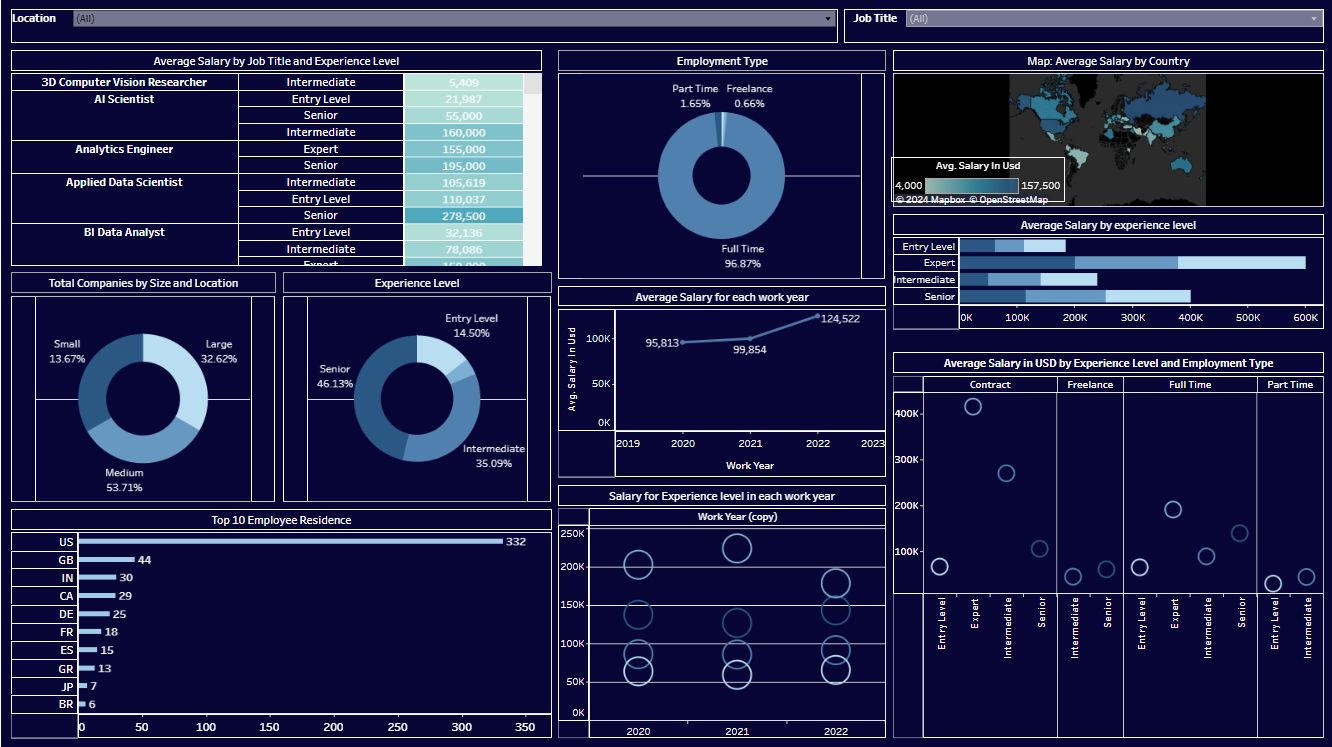 Location (All) Job Title (All)
Average Salary by Job Title and Experience Level
3D Computer Vision Researcher Intermediate 5,409
AI Scientist Entry Level 21,987
Senior 55,000
Intermediate 160,000
Analytics Engineer Expert 155,000
Senior 195,000
Applied Data Scientist Intermediate 105,619
Entry Level 110,037
Senior 278,500
BI Data Analyst Entry Level 32,136
Intermediate 78,086
Expert 150,000
Employment Type
Part Time Freelance
1.65% 0.66%
Full Time
96.87%
Map: Average Salary by Country
Avg. Salary In Usd
4,000 157,500
© 2024 Mapbox © OpenStreetMap
Average Salary by experience level
Entry Level
Expert
Intermediate
Senior
0K 100K 200K 300K 400K 500K 600K
Total Companies by Size and Location
Small
13.67%
Large
32.62%
Medium
53.71%
Experience Level
Entry Level
14.50%
Senior
46.13%
Intermediate
35.09%
Average Salary for each work year
Avg. Salary In Usd
100K
50K
0K
95,813
99,854
124,522
2019 2020 2021 2022 2023
Work Year
Average Salary in USD by Experience Level and Employment Type
Contract Freelance Full Time Part Time
400K
300K
200K
100K
Entry Level
Expert
Intermediate
Senior
Intermediate
Senior
Entry Level
Expert
Intermediate
Senior
Entry Level
Intermediate
Top 10 Employee Residence
US 332
GB 44
IN 30
CA 29
DE 25
FR 18
ES 15
GR 13
JP 7
BR 6
0 50 100 150 200 250 300 350
Salary for Experience level in each work year
Work Year (copy)
250K
200K
150K
100K
50K
0K
2020 2021 2022